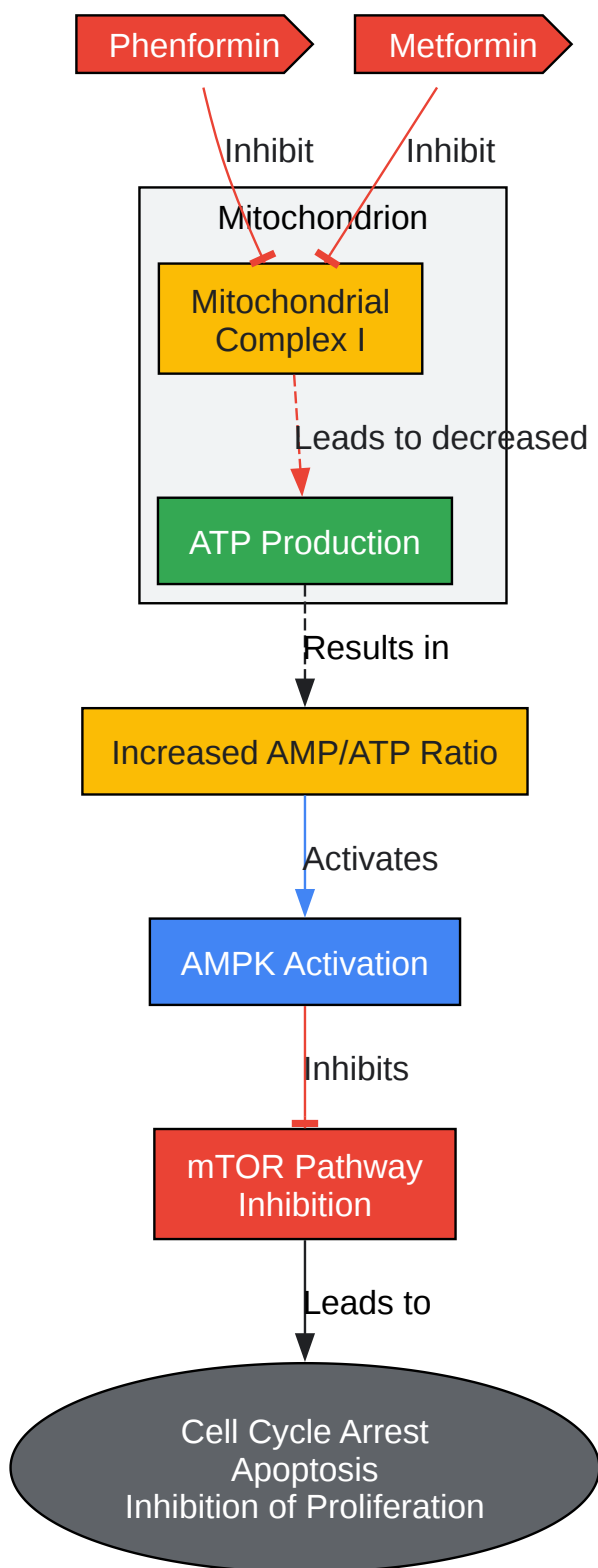 Phenformin
Metformin
Inhibit
Inhibit
Mitochondrion
Mitochondrial
Complex I
Leads to decreased
ATP Production
Results in
Increased AMP/ATP Ratio
Activates
AMPK Activation
Inhibits
mTOR Pathway
Inhibition
Leads to
Cell Cycle Arrest
Apoptosis
Inhibition of Proliferation